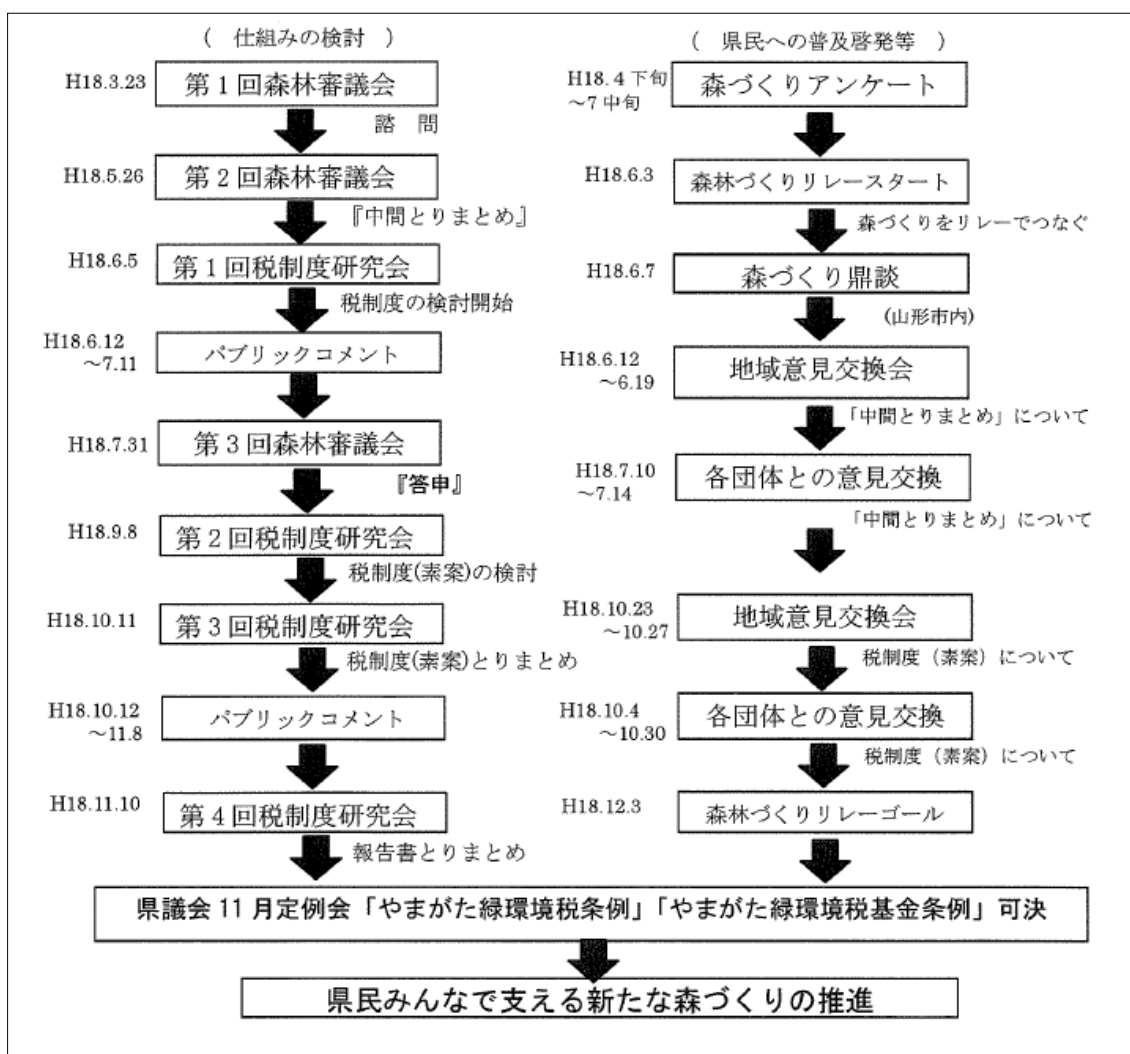 ( 仕組みの検討 )
H18.3.23
第1回森林審議会
諮 問
H18.5.26
第2回森林審議会
『中間とりまとめ』
H18.6.5
第1回税制度研究会
税制度の検討開始
H18.6.12
～7.11
パブリックコメント
H18.7.31
第3回森林審議会
『答申』
H18.9.8
第2回税制度研究会
税制度(素案)の検討
H18.10.11
第3回税制度研究会
税制度(素案)とりまとめ
H18.10.12
～11.8
パブリックコメント
H18.11.10
第4回税制度研究会
報告書とりまとめ
( 県民への普及啓発等 )
H18.4下旬
～7中旬
森づくりアンケート
H18.6.3
森林づくりリレースタート
森づくりをリレーでつなぐ
H18.6.7
森づくり鼎談
(山形市内)
H18.6.12
～6.19
地域意見交換会
「中間とりまとめ」について
H18.7.10
～7.14
各団体との意見交換
「中間とりまとめ」について
H18.10.23
～10.27
地域意見交換会
税制度（素案）について
H18.10.4
～10.30
各団体との意見交換
税制度（素案）について
H18.12.3
森林づくりリレーゴール
県議会11月定例会「やまがた緑環境税条例」「やまがた緑環境税基金条例」可決
県民みんなで支える新たな森づくりの推進